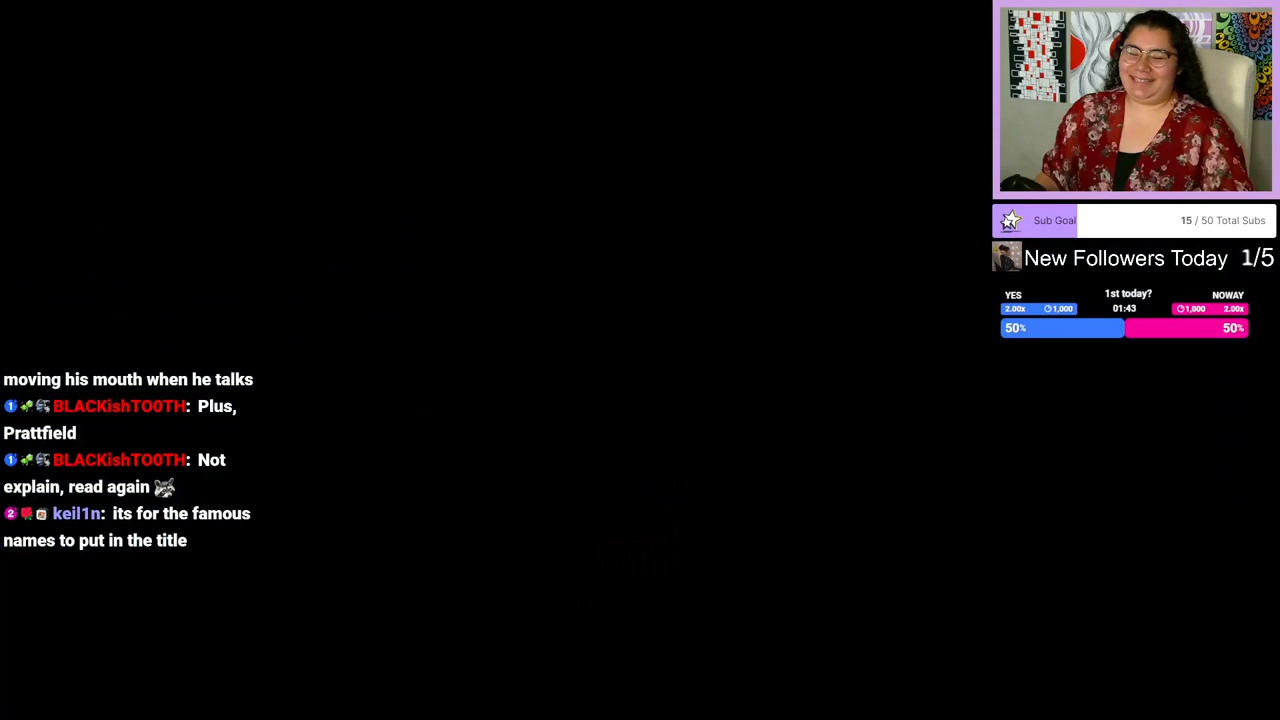 Sub Goal 15 / 50 Total Subs
New Followers Today 1/5
YES 1st today? NOWAY
2.00x 1,000 01:43 1,000 2.00x
50% 50%
moving his mouth when he talks
BLACKishTO0TH: Plus,
Prattfield
BLACKishTO0TH: Not
explain, read again
keil1n: its for the famous
names to put in the title